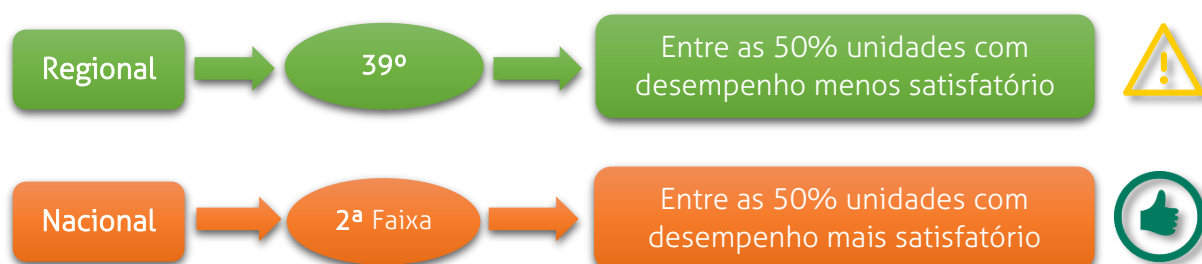 Regional
39º
Entre as 50% unidades com
desempenho menos satisfatório
Nacional
2ª Faixa
Entre as 50% unidades com
desempenho mais satisfatório